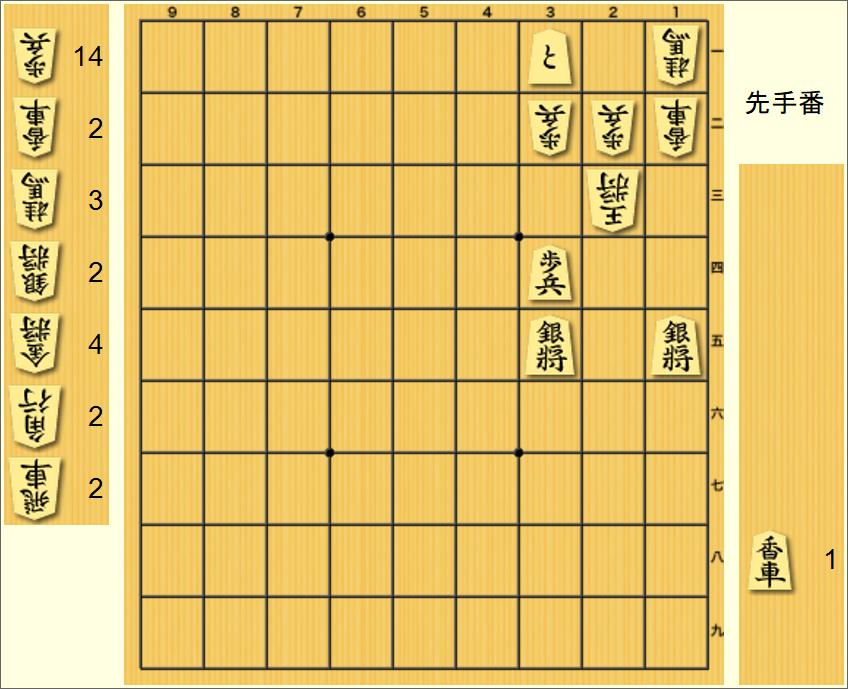 9 8 7 6 5 4 3 2 1
歩兵 14
香車 2
桂馬 3
銀将 2
金将 4
角行 2
飛車 2
と 桂馬 一
歩兵 歩兵 香車 二
王将 三
歩兵 四
銀将 銀将 五
六
七
八
九
先手番
香車 1